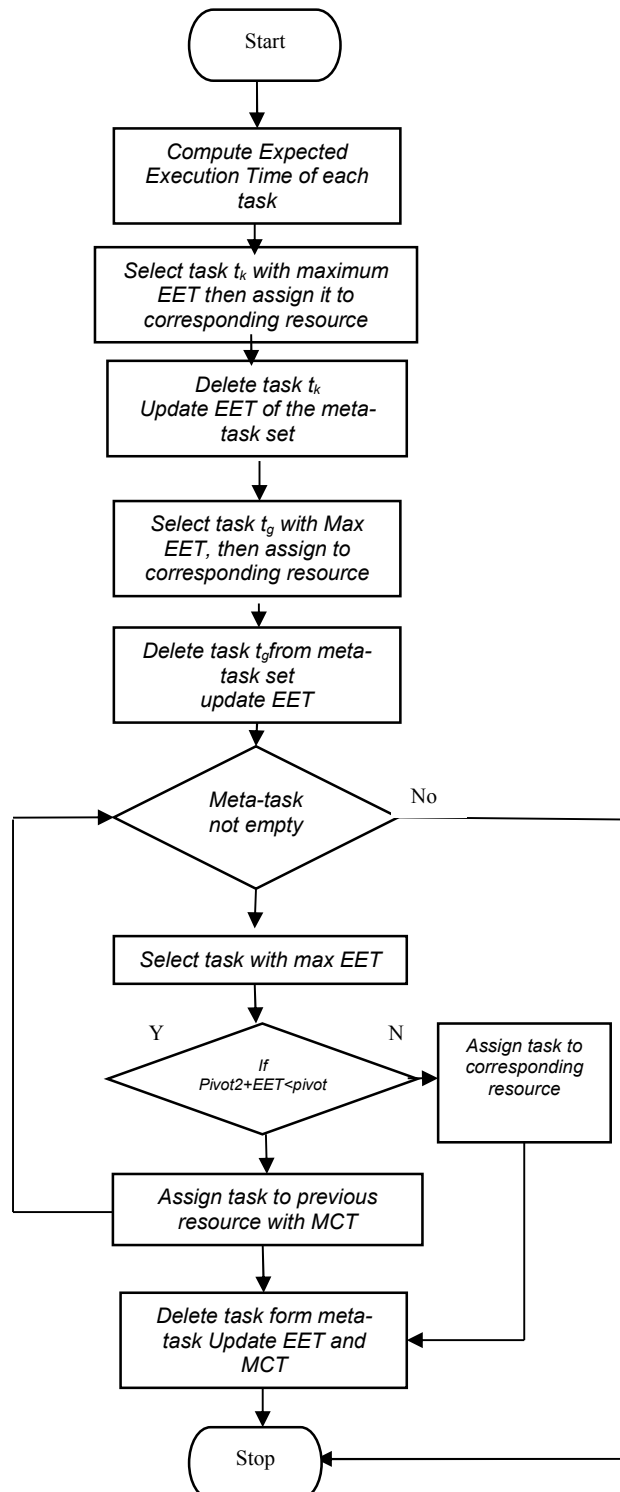 Start
Compute Expected
Execution Time of each
task
Select task tk with maximum
EET then assign it to
corresponding resource
Delete task tk
Update EET of the meta-
task set
Select task tg with Max
EET, then assign to
corresponding resource
Delete task tgfrom meta-
task set
update EET
Meta-task
not empty
No
Select task with max EET
Y
N
If
Pivot2+EET<pivot
Assign task to
corresponding
resource
Assign task to previous
resource with MCT
Delete task form meta-
task Update EET and
MCT
Stop